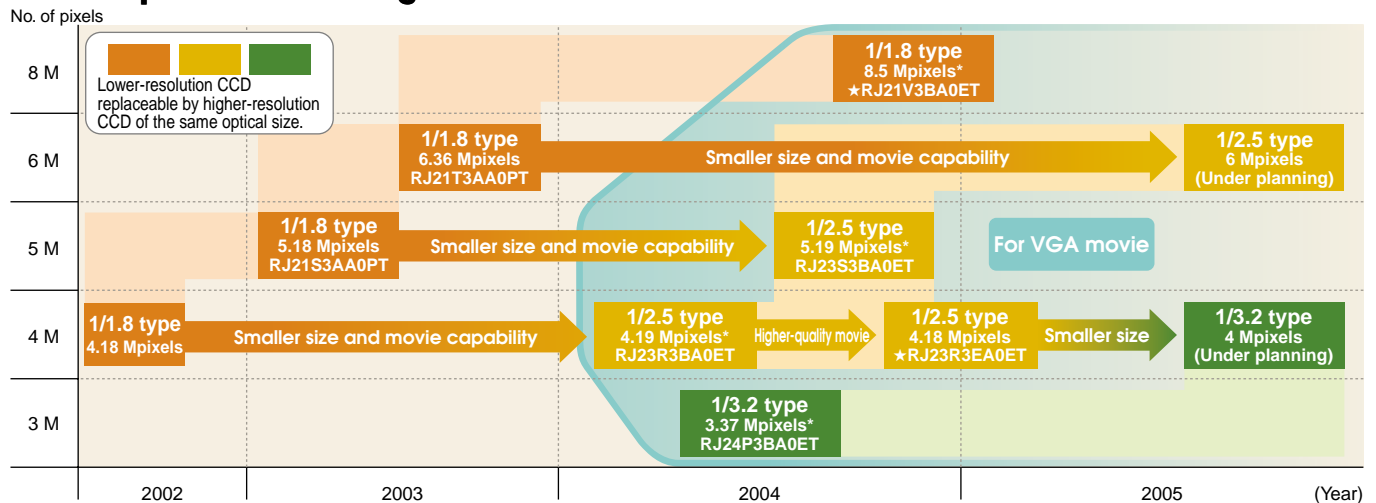 No. of pixels
Lower-resolution CCD
replaceable by higher-resolution
CCD of the same optical size.
8 M
1/1.8 type
8.5 Mpixels*
★RJ21V3BA0ET
6 M
1/1.8 type
6.36 Mpixels
RJ21T3AA0PT
Smaller size and movie capability
1/2.5 type
6 Mpixels
(Under planning)
5 M
1/1.8 type
5.18 Mpixels
RJ21S3AA0PT
Smaller size and movie capability
1/2.5 type
5.19 Mpixels*
RJ23S3BA0ET
For VGA movie
4 M
1/1.8 type
4.18 Mpixels
Smaller size and movie capability
1/2.5 type
4.19 Mpixels*
RJ23R3BA0ET
Higher-quality movie
1/2.5 type
4.18 Mpixels
★RJ23R3EA0ET
Smaller size
1/3.2 type
4 Mpixels
(Under planning)
3 M
1/3.2 type
3.37 Mpixels*
RJ24P3BA0ET
2002 2003 2004 2005 (Year)